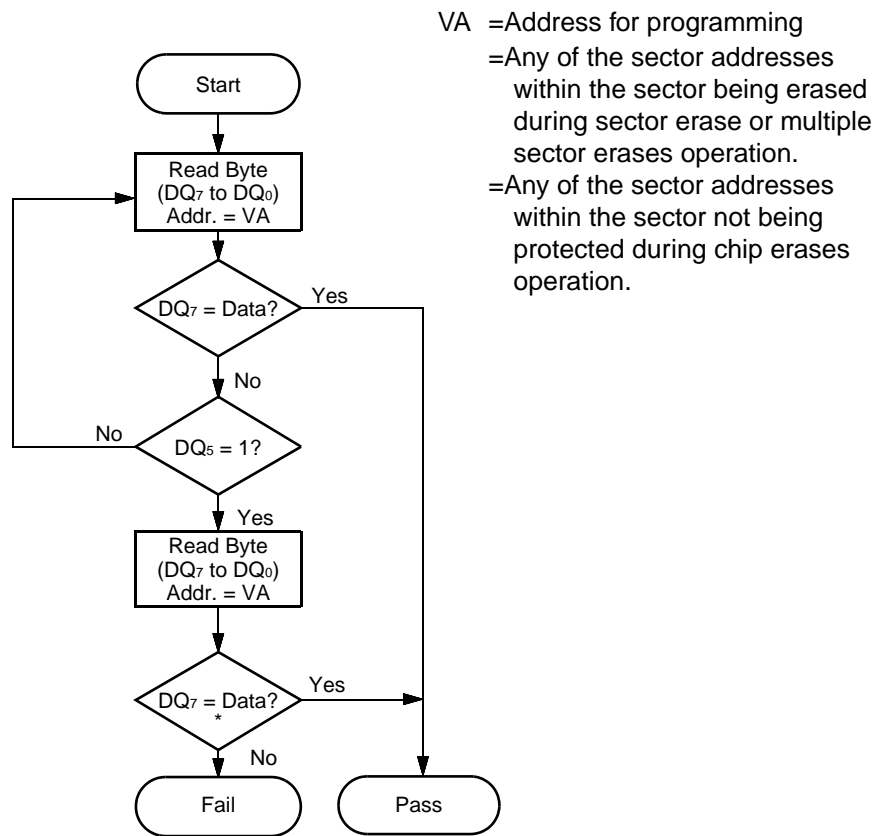 VA =Address for programming
=Any of the sector addresses
within the sector being erased
during sector erase or multiple
sector erases operation.
=Any of the sector addresses
within the sector not being
protected during chip erases
operation.
Start
Read Byte
(DQ7 to DQ0)
Addr. = VA
DQ7 = Data?
Yes
No
DQ5 = 1?
No
Yes
Read Byte
(DQ7 to DQ0)
Addr. = VA
DQ7 = Data?
*
Yes
No
Fail
Pass